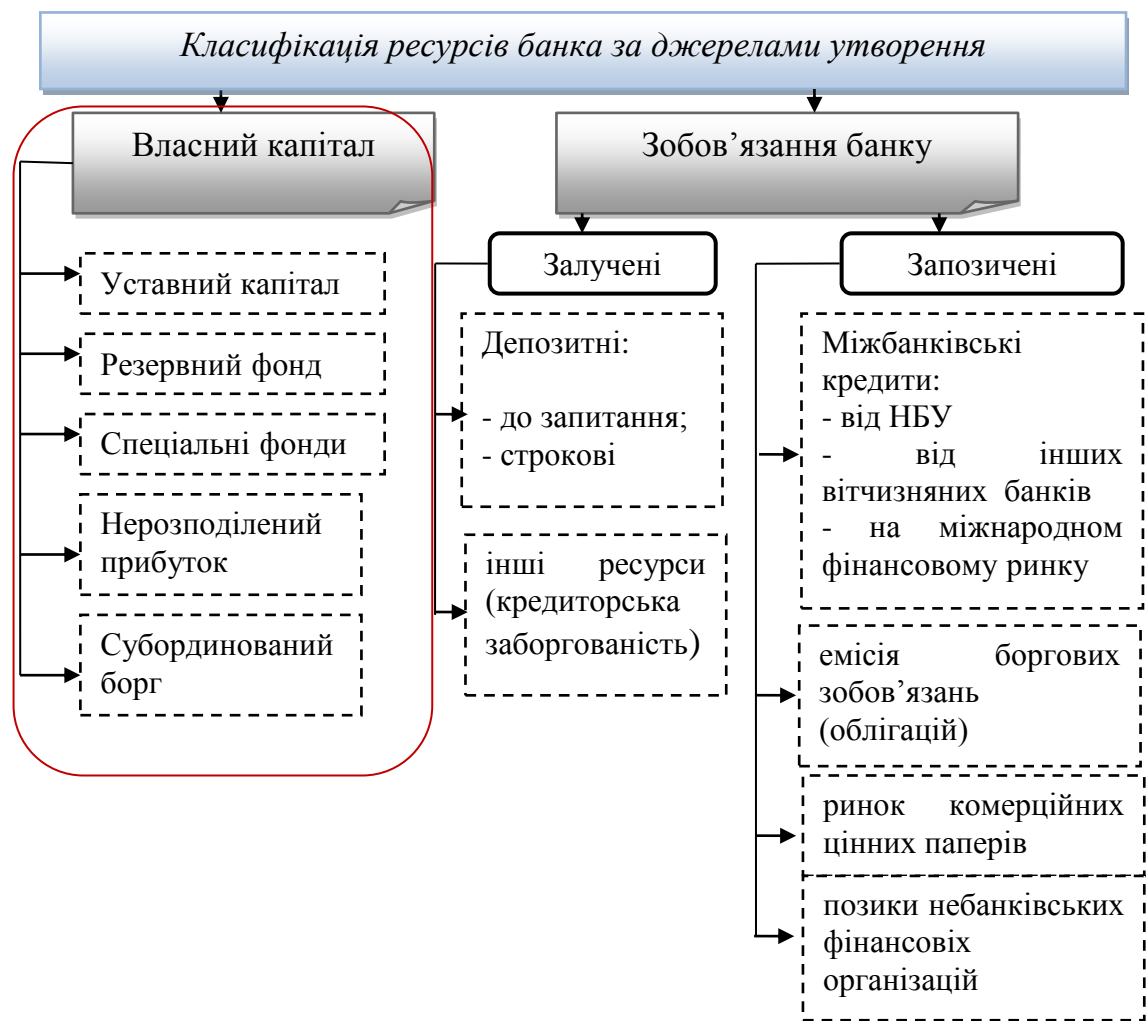 Класифікація ресурсів банка за джерелами утворення
Власний капітал
Уставний капітал
Резервний фонд
Спеціальні фонди
Нерозподілений
прибуток
Субординований
борг
Зобов’язання банку
Залучені
Депозитні:
- до запитання;
- строкові
інші ресурси
(кредиторська
заборгованість)
Запозичені
Міжбанківські
кредити:
- від НБУ
- від інших
вітчизняних банків
- на міжнародном
фінансовому ринку
емісія боргових
зобов’язань
(облігацій)
ринок комерційних
цінних паперів
позики небанківських
фінансовіх
організацій